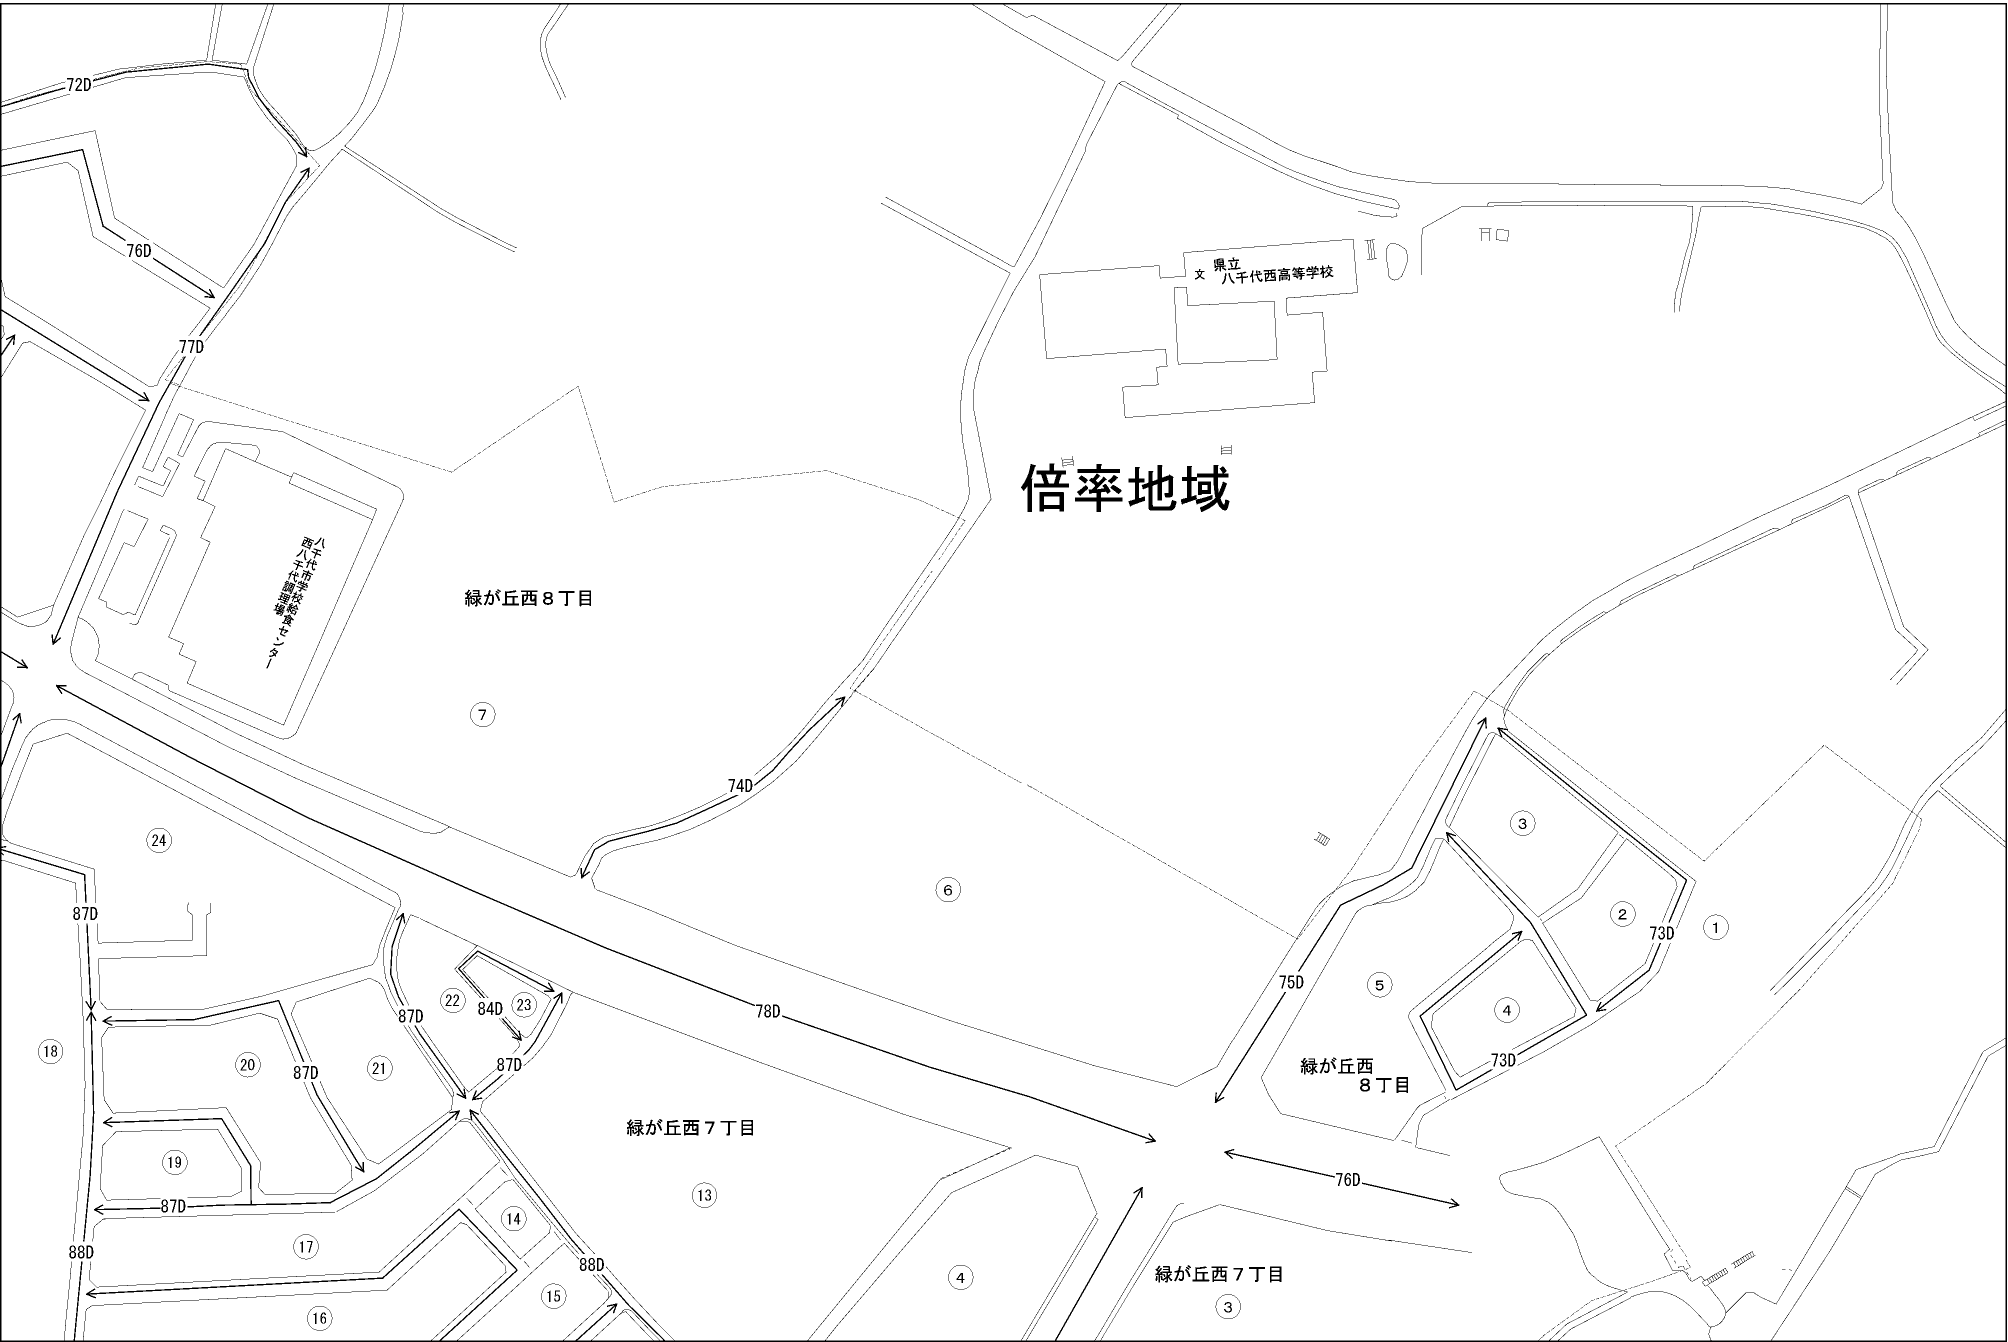 72D
76D
77D
文
県立
八千代西高等学校
倍率地域
八千代市学校給食センター
西八千代調理場
緑が丘西８丁目
7
74D
3
24
6
2
1
87D
73D
75D
5
22
84D
23
4
78D
87D
18
20
21
87D
87D
73D
緑が丘西
８丁目
緑が丘西７丁目
19
76D
13
87D
14
17
88D
88D
4
緑が丘西７丁目
15
3
16